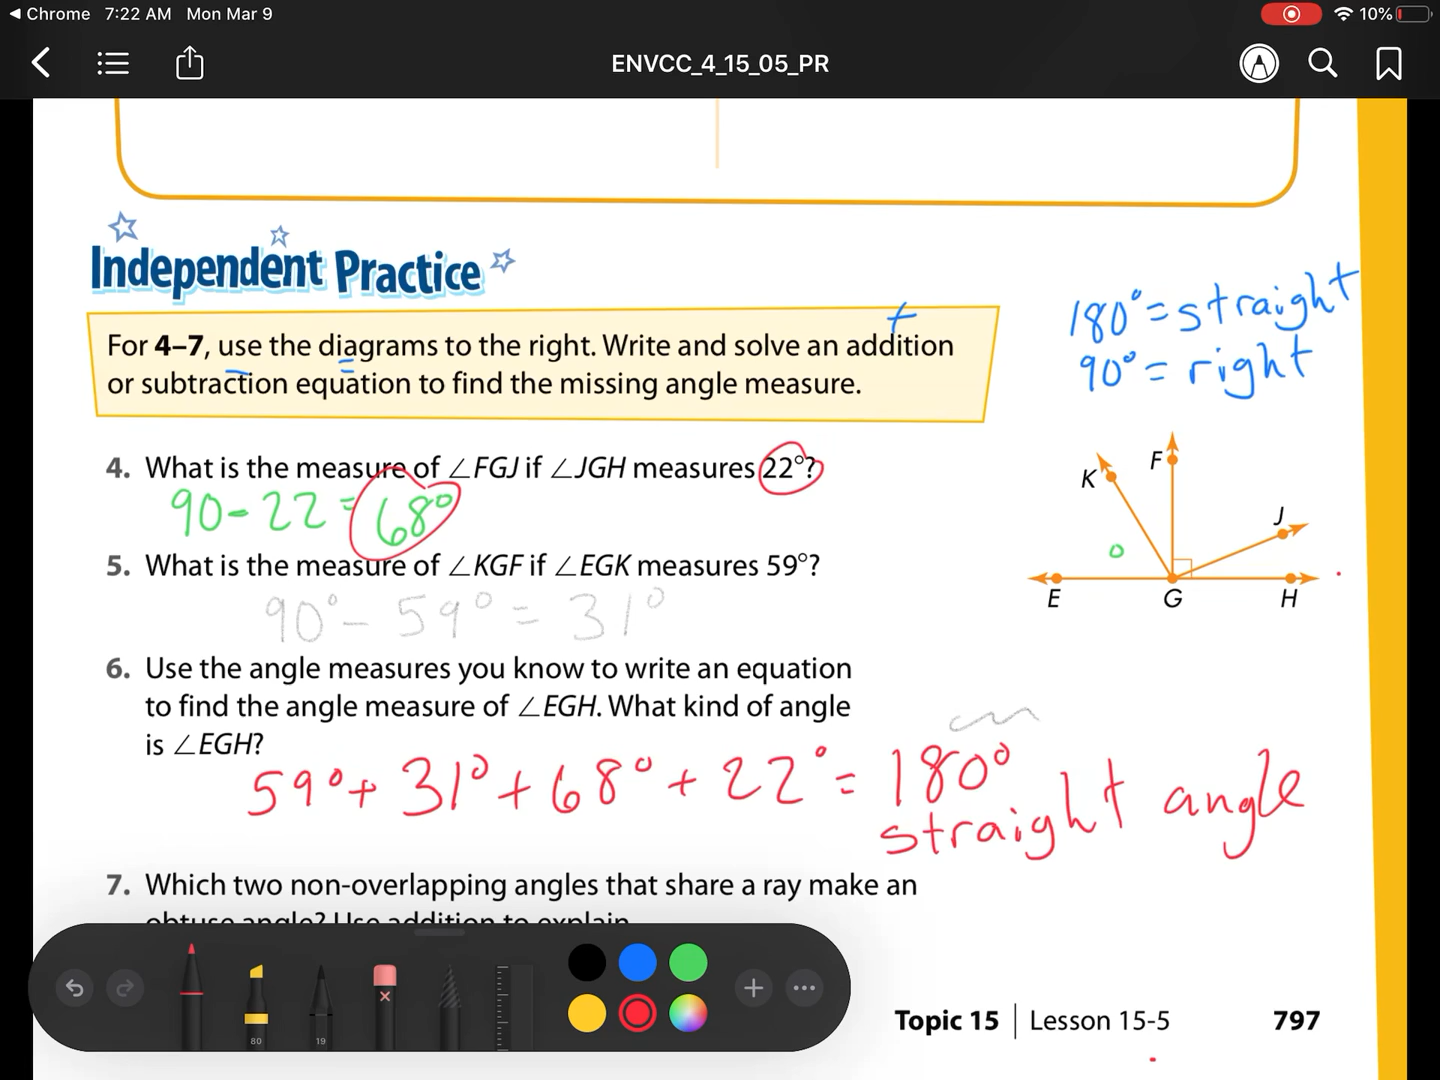 Chrome 7:22 AM Mon Mar 9 10%
ENVCC_4_15_05_PR
Independent Practice
180° = straight
90° = right
+
For 4–7, use the diagrams to the right. Write and solve an addition
or subtraction equation to find the missing angle measure.
4. What is the measure of ∠FGJ if ∠JGH measures 22°?
90 - 22 = 68°
5. What is the measure of ∠KGF if ∠EGK measures 59°?
90° - 59° = 31°
K F J
E G H
6. Use the angle measures you know to write an equation
to find the angle measure of ∠EGH. What kind of angle
is ∠EGH?
59° + 31° + 68° + 22° = 180°
straight angle
7. Which two non-overlapping angles that share a ray make an
obtuse angle? Use addition to explain.
80 19
Topic 15 | Lesson 15-5 797